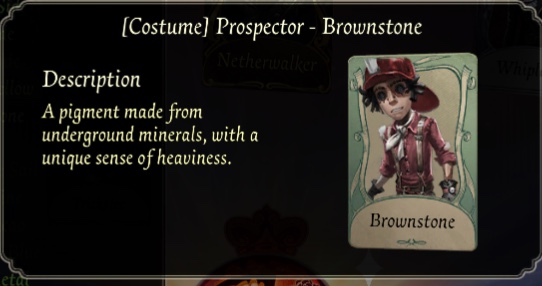 [Costume] Prospector - Brownstone
Netherwalker
Description
A pigment made from
underground minerals, with a
unique sense of heaviness.
Brownstone